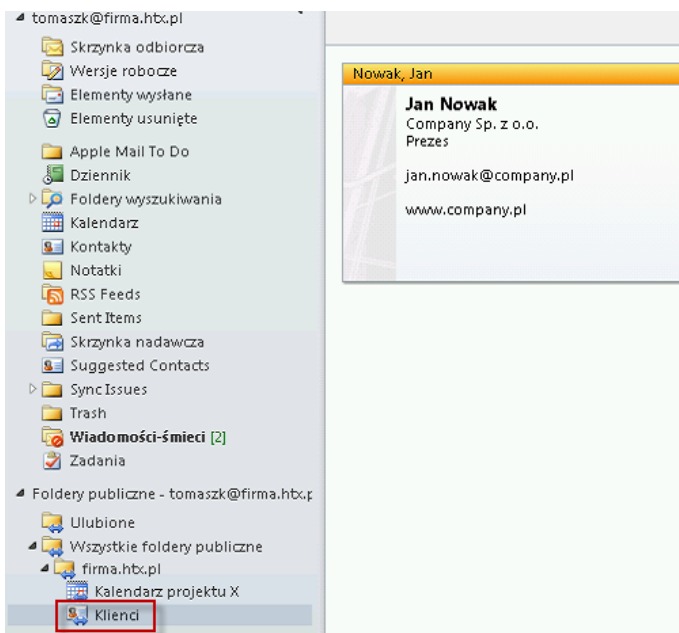 tomaszk@firma.htx.pl
Skrzynka odbiorcza
Wersje robocze
Elementy wysłane
Elementy usunięte
Apple Mail To Do
Dziennik
Foldery wyszukiwania
Kalendarz
Kontakty
Notatki
RSS Feeds
Sent Items
Skrzynka nadawcza
Suggested Contacts
Sync Issues
Trash
Wiadomości-śmieci [2]
Zadania
Foldery publiczne - tomaszk@firma.htx.p
Ulubione
Wszystkie foldery publiczne
firma.htx.pl
Kalendarz projektu X
Klienci
Nowak, Jan
Jan Nowak
Company Sp. z o.o.
Prezes
jan.nowak@company.pl
www.company.pl